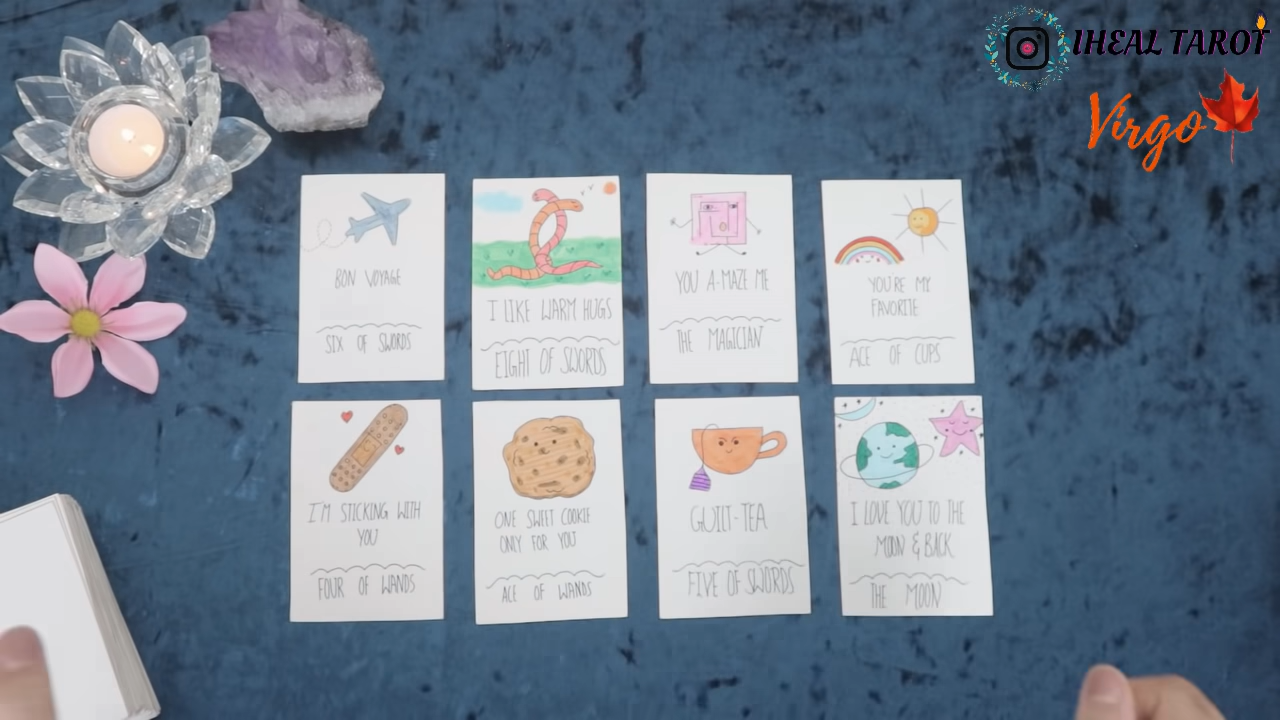 IHEAL TAROT
Virgo
BON VOYAGE
SIX OF SWORDS
I LIKE WARM HUGS
EIGHT OF SWORDS
YOU A-MAZE ME
THE MAGICIAN
YOU'RE MY
FAVORITE
ACE OF CUPS
I'M STICKING WITH
YOU
FOUR OF WANDS
ONE SWEET COOKIE
ONLY FOR YOU
ACE OF WANDS
GUILT-TEA
FIVE OF SWORDS
I LOVE YOU TO THE
MOON & BACK
THE MOON